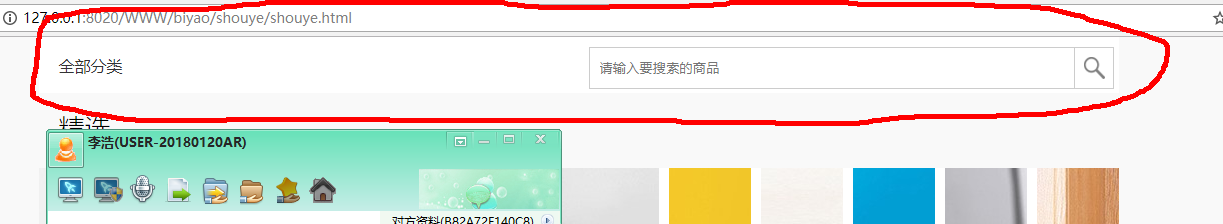 127.0.0.1:8020/WWW/biyao/shouye/shouye.html
全部分类
请输入要搜索的商品
精选
李浩(USER-20180120AR)
对方资料(B82A72F140C8)